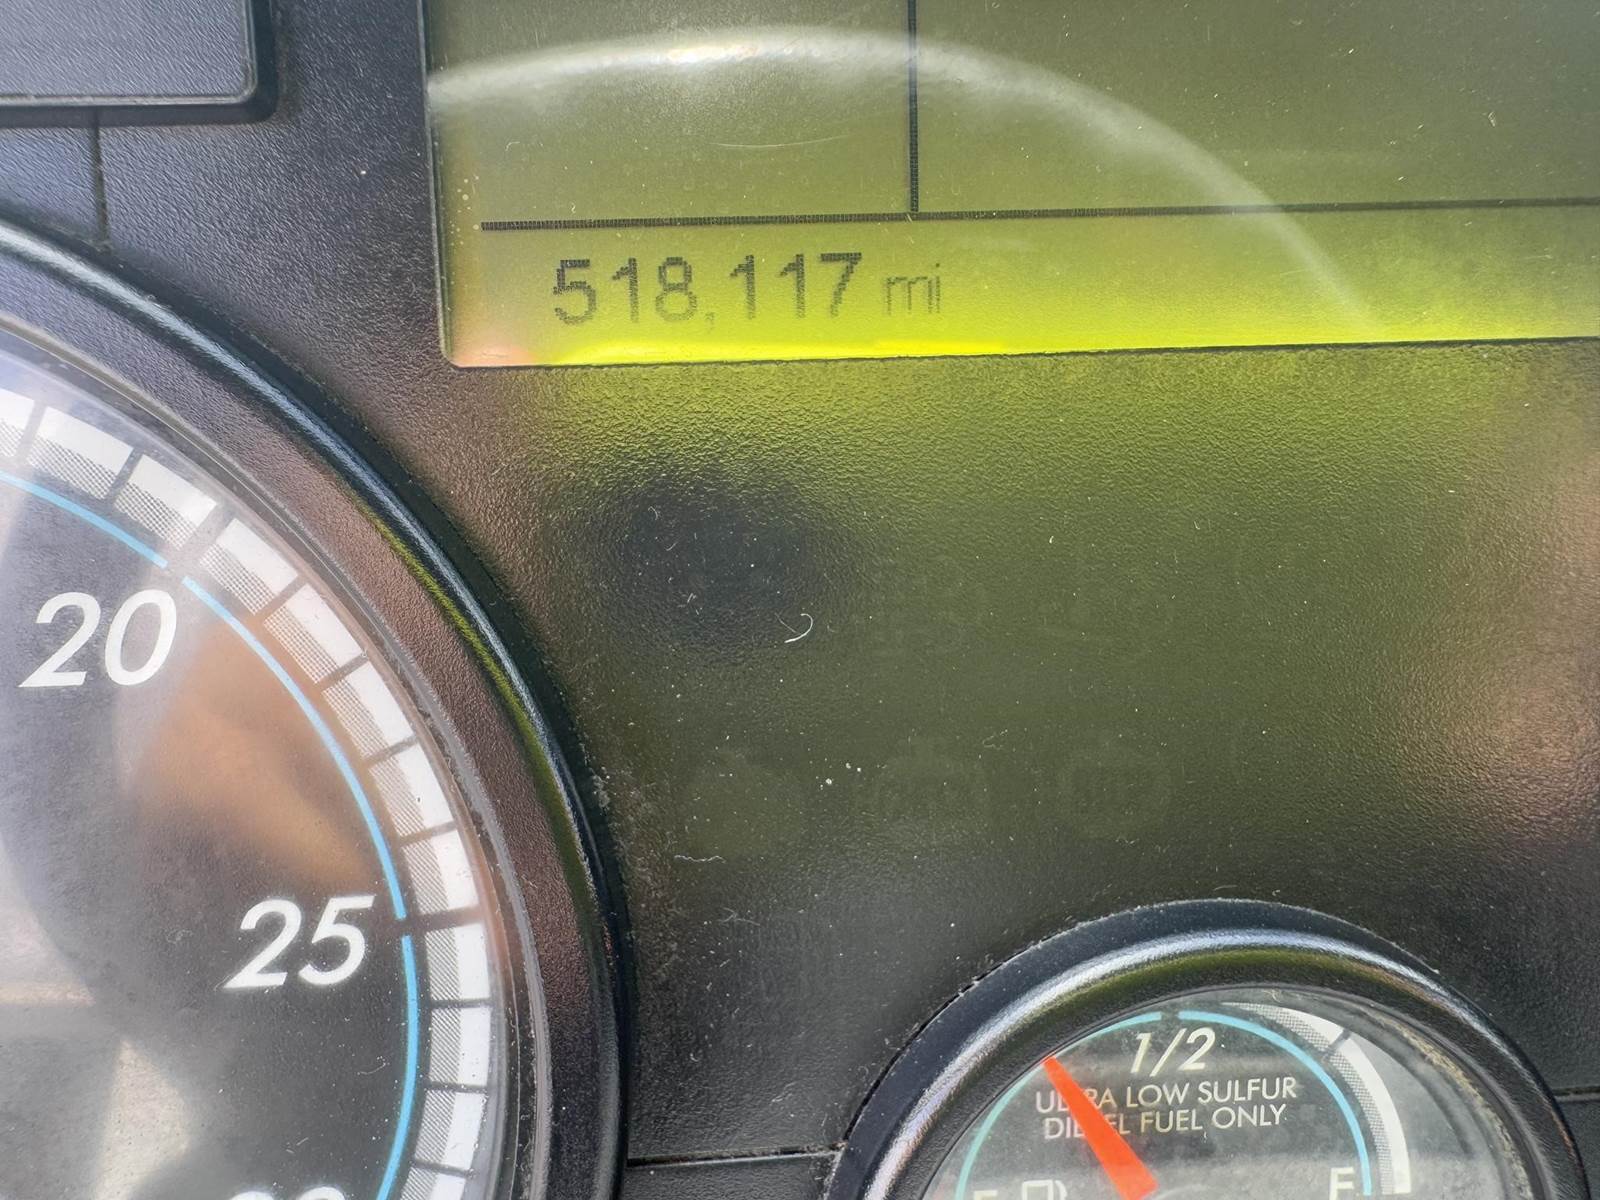 518,117 mi
20
25
1/2
ULTRA LOW SULFUR
DIESEL FUEL ONLY
F